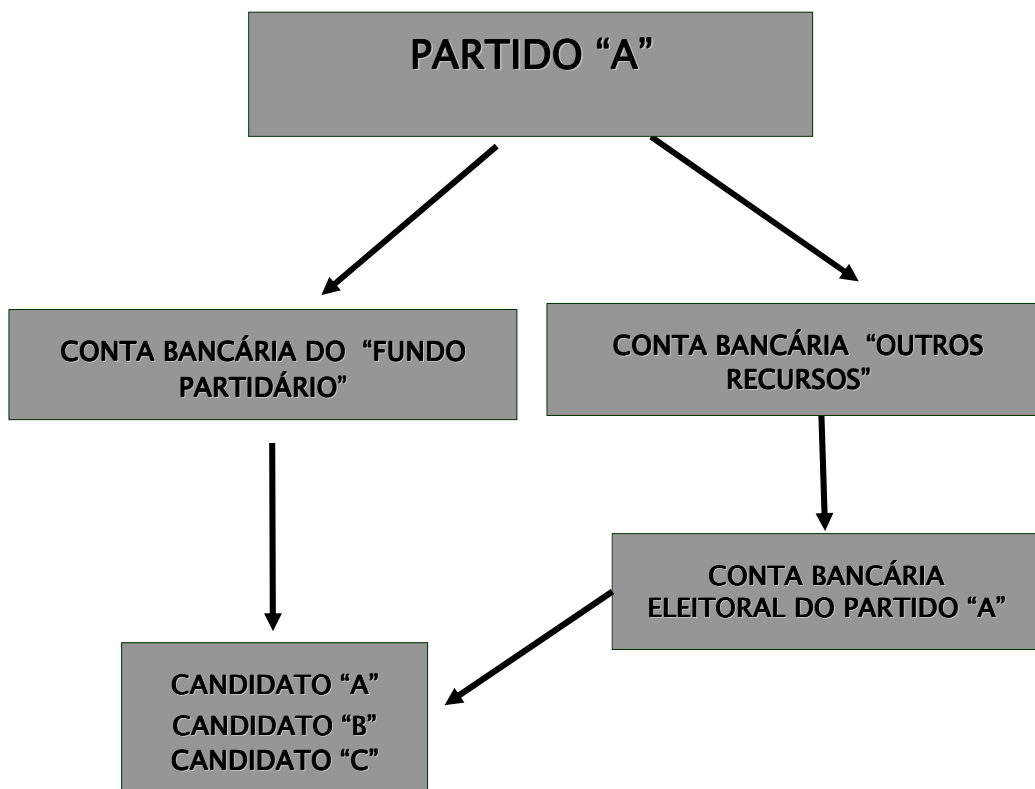 PARTIDO “A”
CONTA BANCÁRIA DO “FUNDO
PARTIDÁRIO”
CONTA BANCÁRIA “OUTROS
RECURSOS”
CONTA BANCÁRIA
ELEITORAL DO PARTIDO “A”
CANDIDATO “A”
CANDIDATO “B”
CANDIDATO “C”